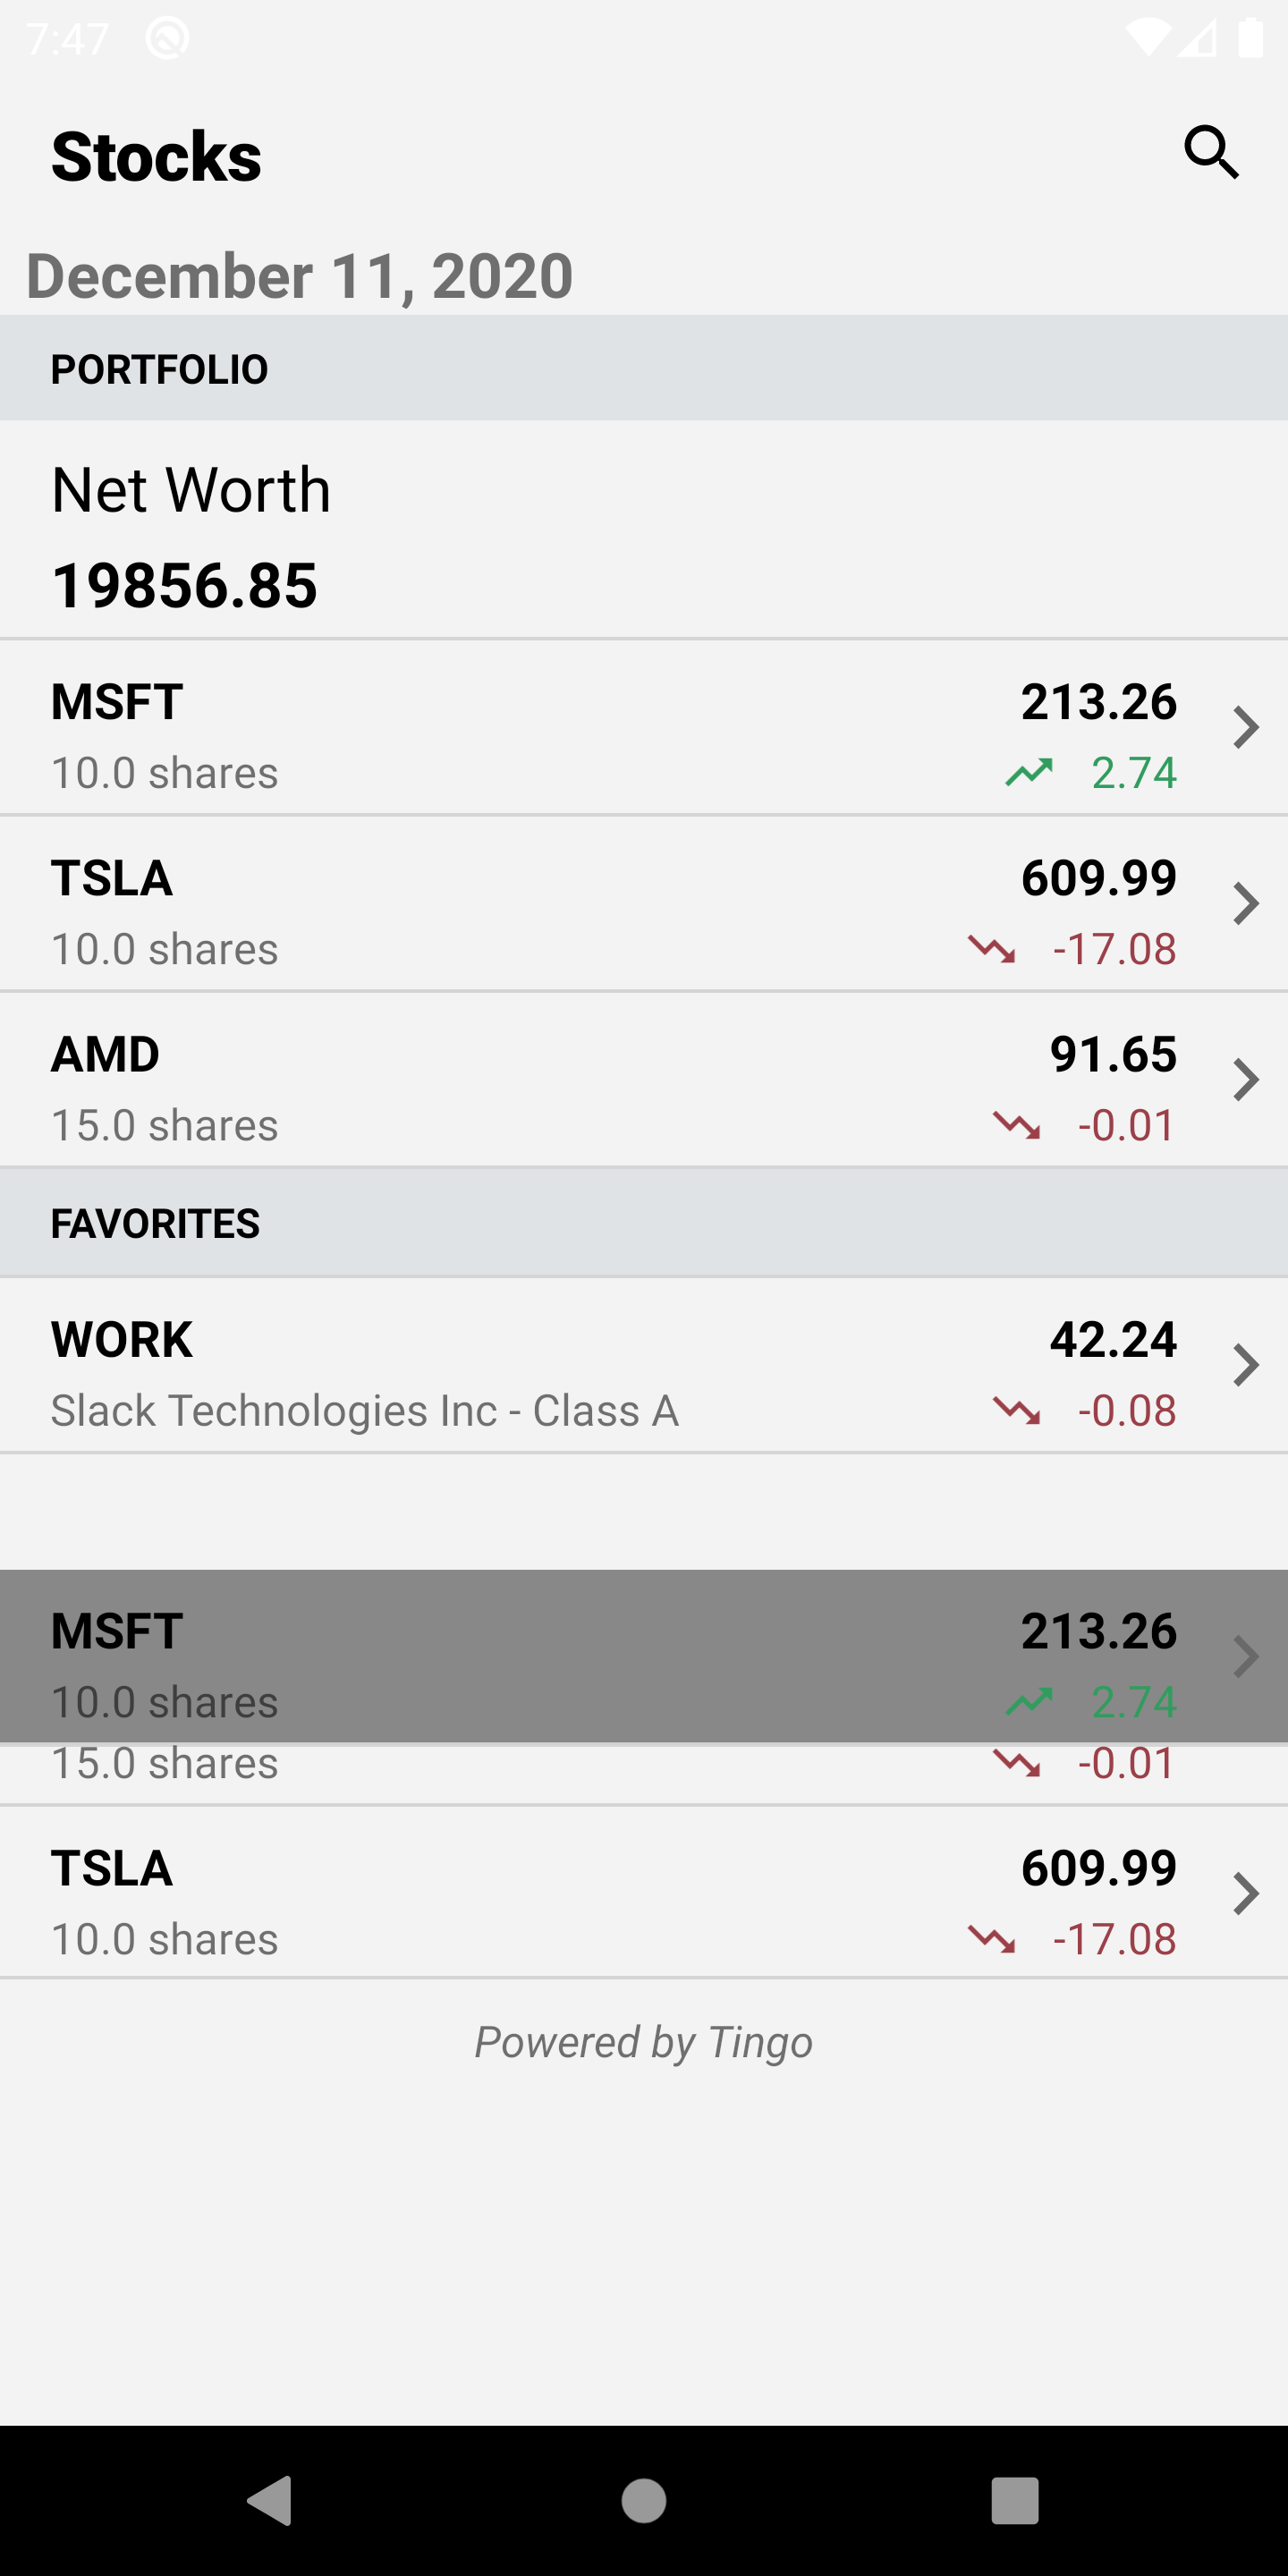 7:47
Stocks
December 11, 2020
PORTFOLIO
Net Worth
19856.85
MSFT 213.26
10.0 shares 2.74
TSLA 609.99
10.0 shares -17.08
AMD 91.65
15.0 shares -0.01
FAVORITES
WORK 42.24
Slack Technologies Inc - Class A -0.08
MSFT 213.26
10.0 shares 2.74
15.0 shares -0.01
TSLA 609.99
10.0 shares -17.08
Powered by Tingo